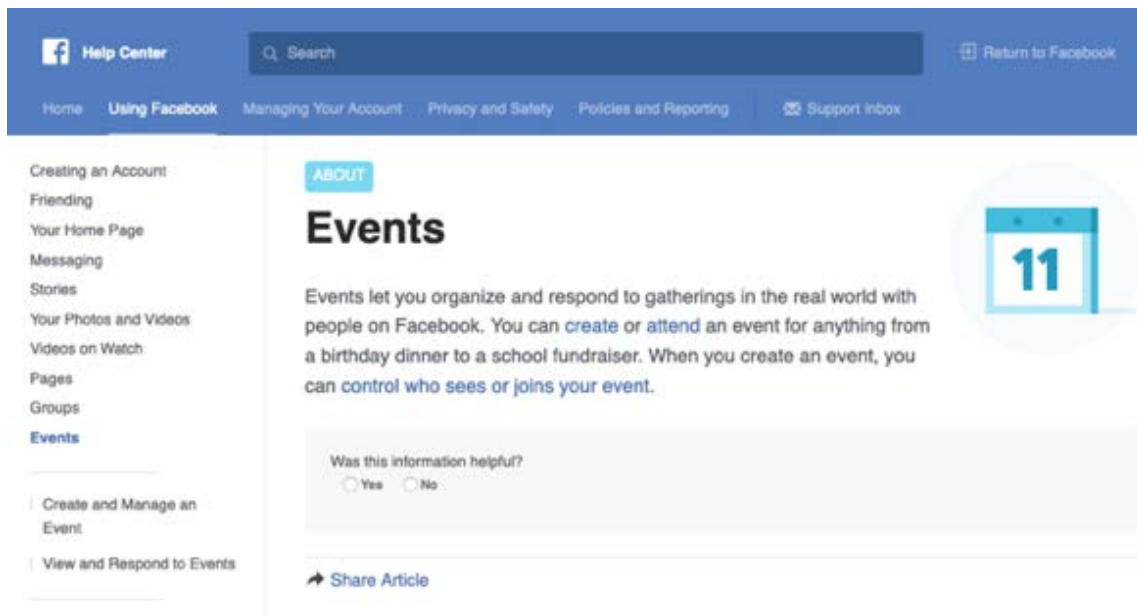 f Help Center
Search
Return to Facebook
Home Using Facebook Managing Your Account Privacy and Safety Policies and Reporting Support Inbox
Creating an Account
Friending
Your Home Page
Messaging
Stories
Your Photos and Videos
Videos on Watch
Pages
Groups
Events
Create and Manage an
Event
View and Respond to Events
ABOUT
Events
11
Events let you organize and respond to gatherings in the real world with
people on Facebook. You can create or attend an event for anything from
a birthday dinner to a school fundraiser. When you create an event, you
can control who sees or joins your event.
Was this information helpful?
Yes No
Share Article